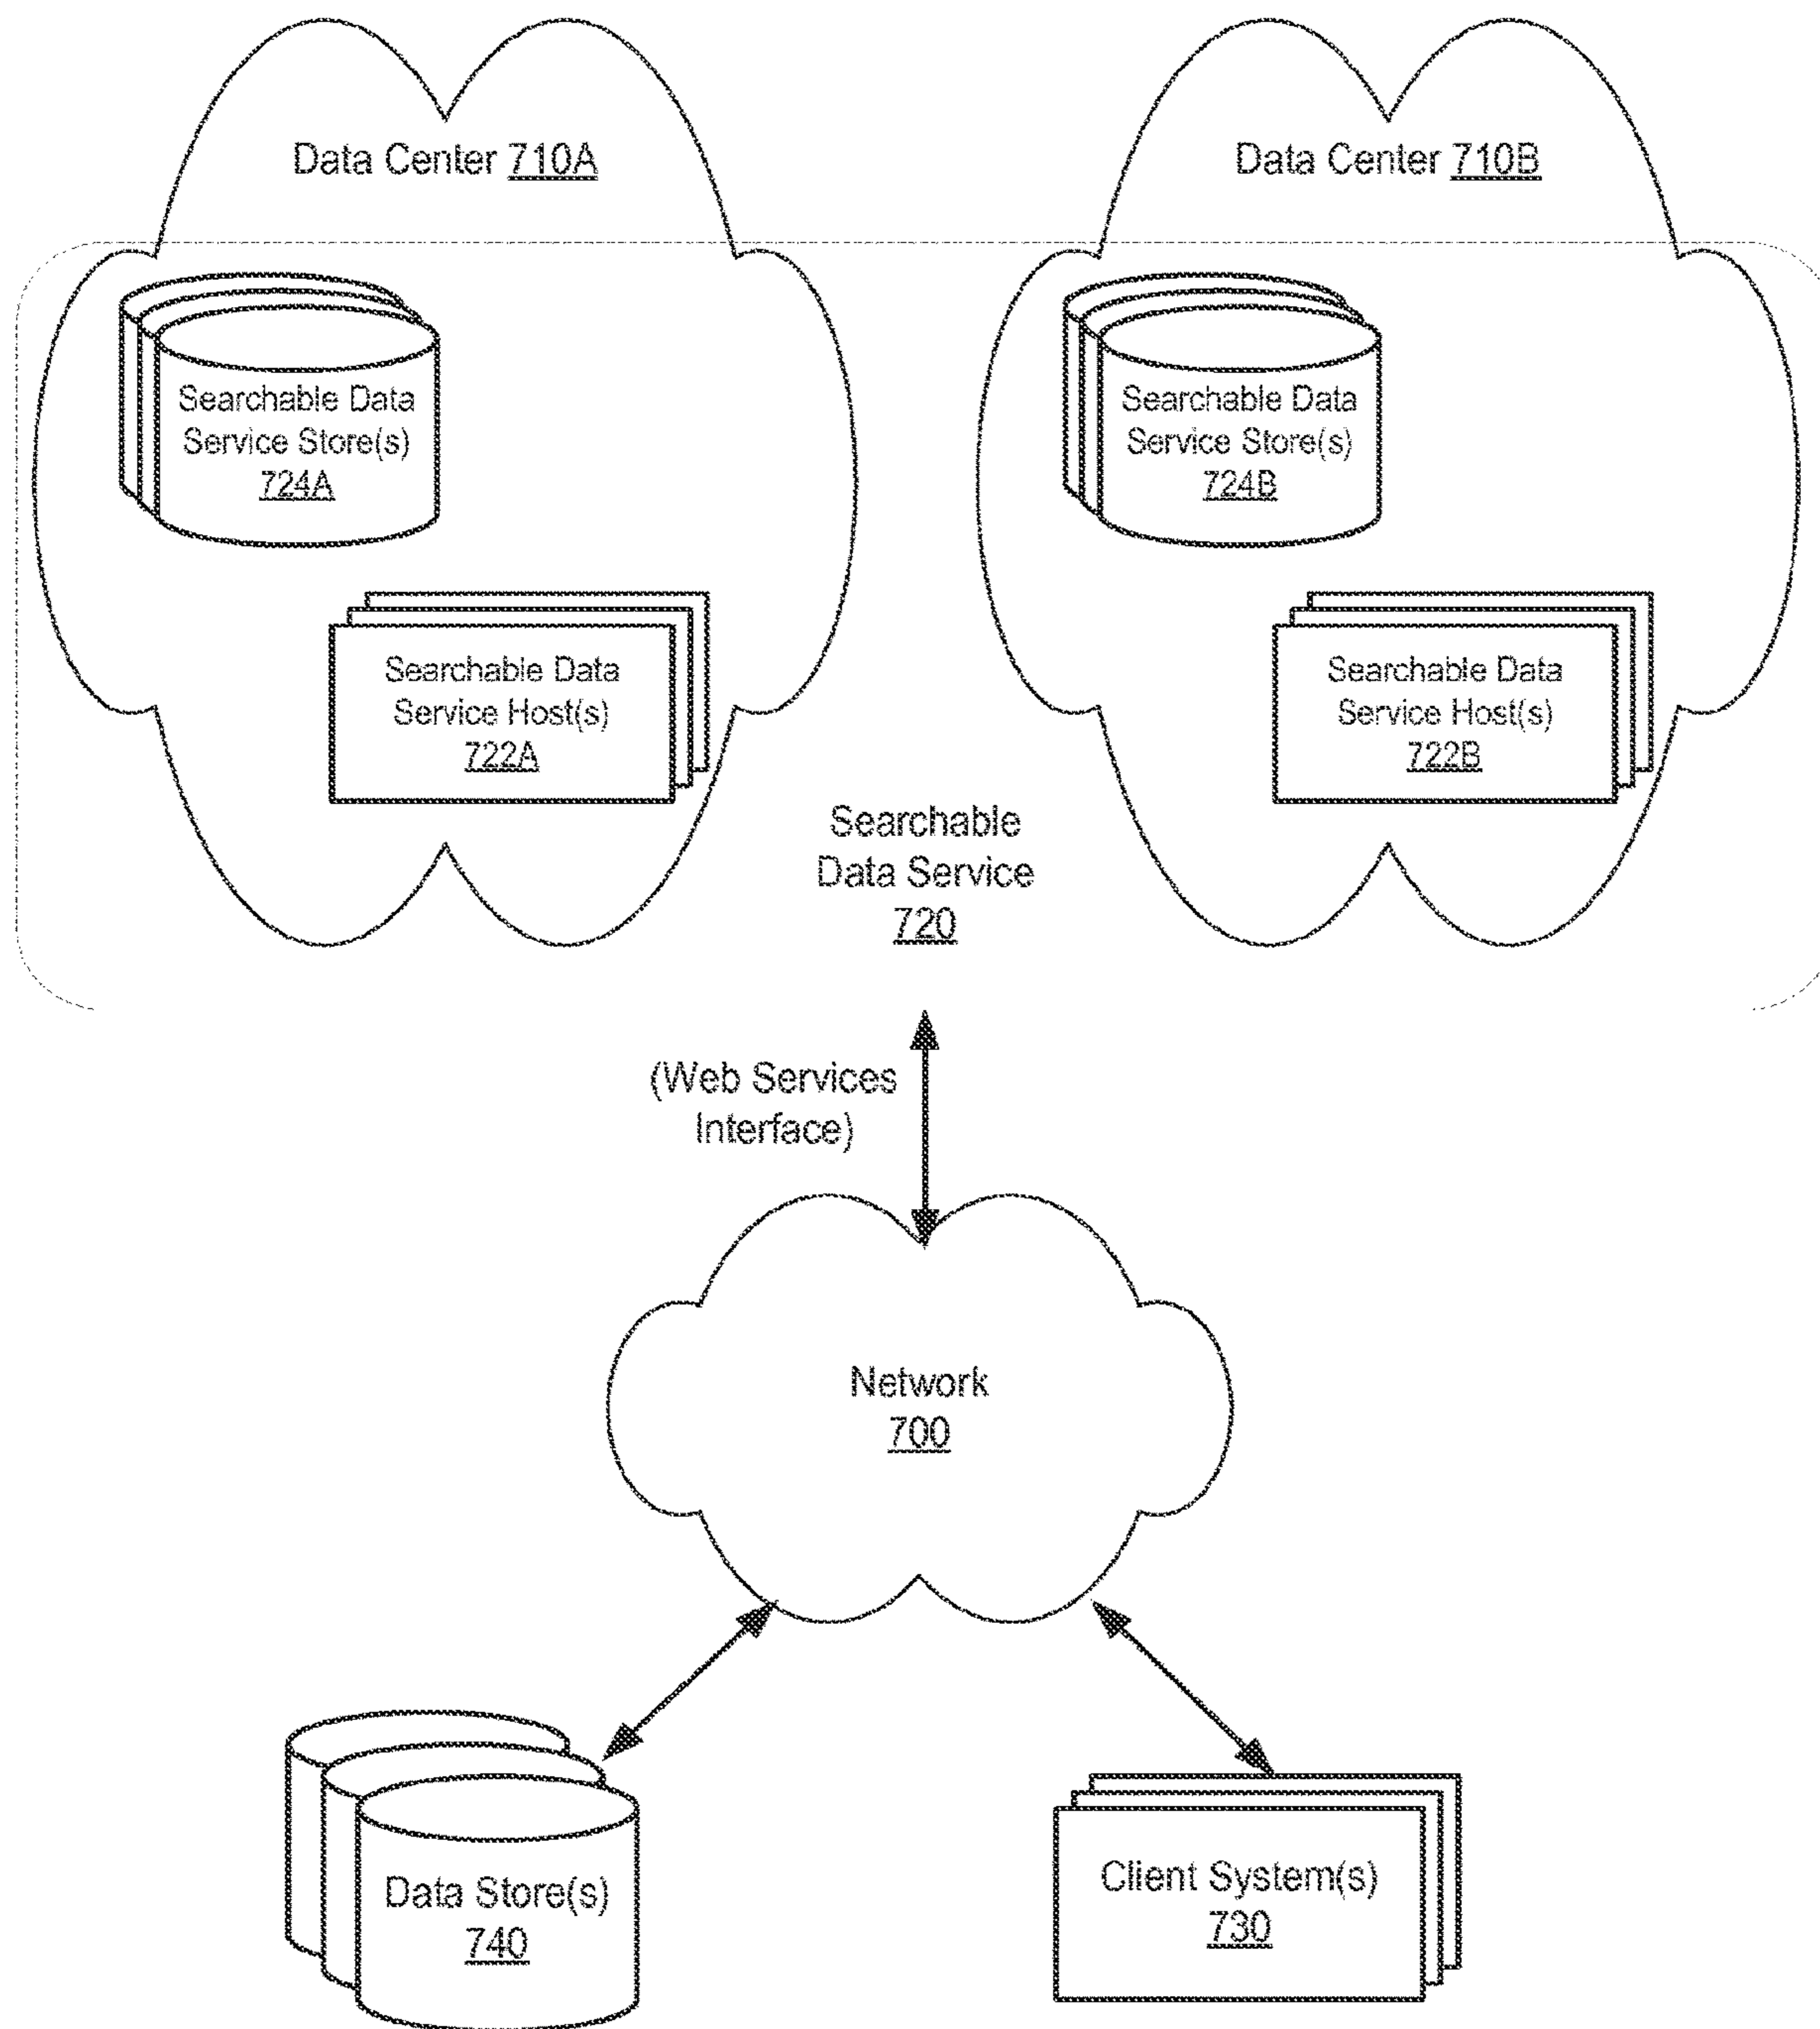 Data Center 710A
Data Center 710B
Searchable Data
Service Store(s)
724A
Searchable Data
Service Store(s)
724B
Searchable Data
Service Host(s)
722A
Searchable Data
Service Host(s)
722B
Searchable
Data Service
720
(Web Services
Interface)
Network
700
Data Store(s)
740
Client System(s)
730